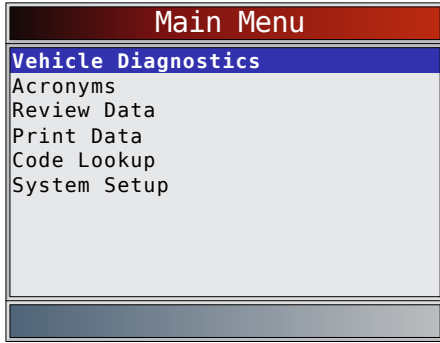 Main Menu
Vehicle Diagnostics
Acronyms
Review Data
Print Data
Code Lookup
System Setup